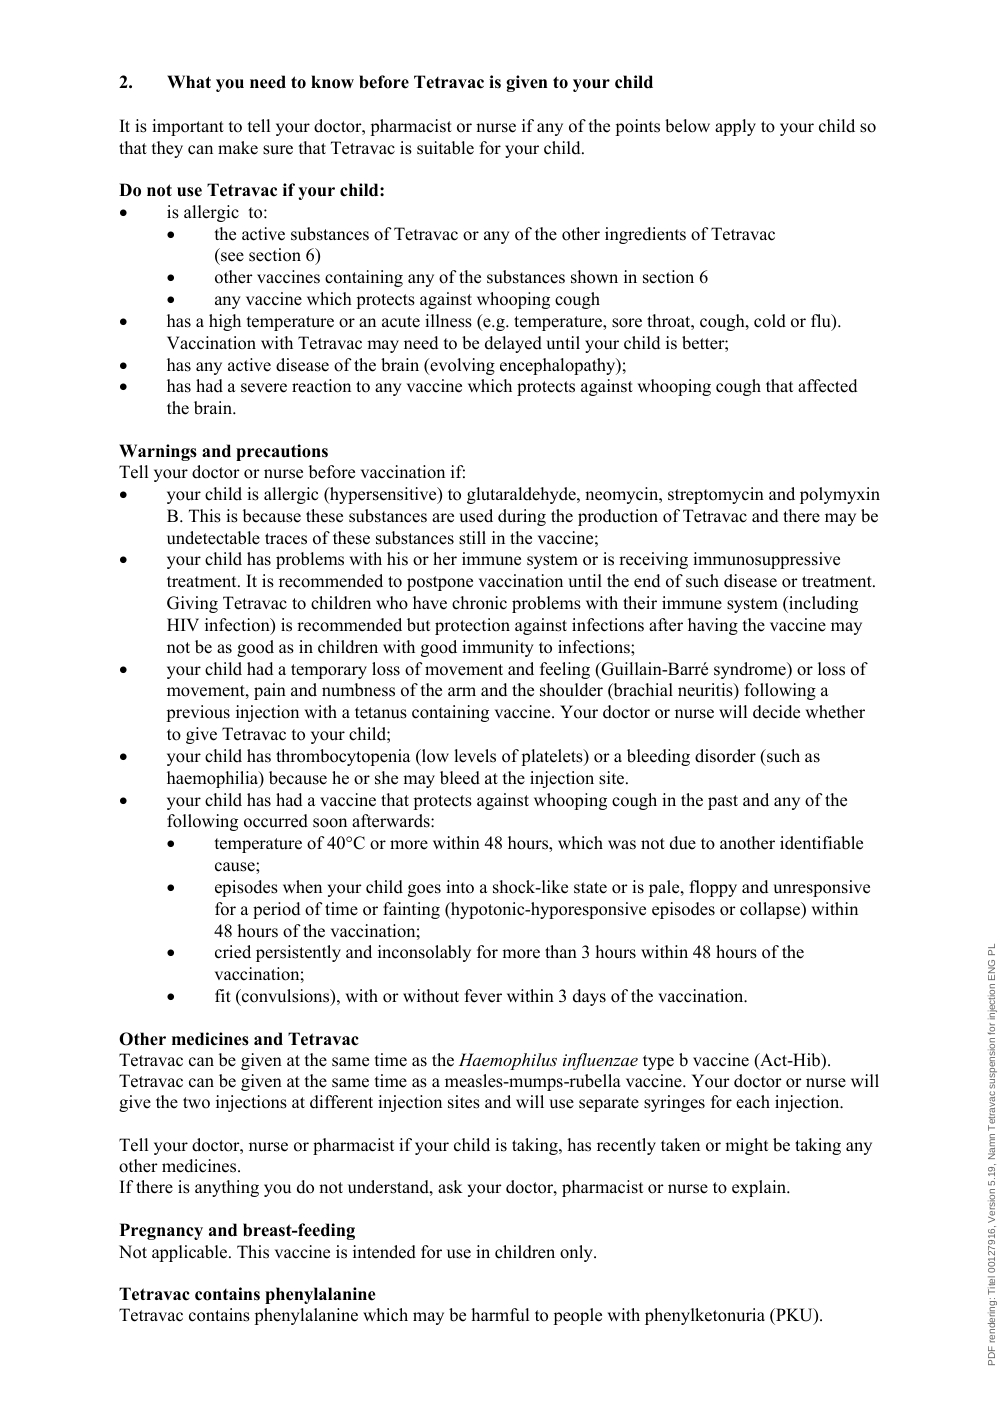 2. What you need to know before Tetravac is given to your child
It is important to tell your doctor, pharmacist or nurse if any of the points below apply to your child so
that they can make sure that Tetravac is suitable for your child.
Do not use Tetravac if your child:
• is allergic  to:
• the active substances of Tetravac or any of the other ingredients of Tetravac
(see section 6)
• other vaccines containing any of the substances shown in section 6
• any vaccine which protects against whooping cough
• has a high temperature or an acute illness (e.g. temperature, sore throat, cough, cold or flu).
Vaccination with Tetravac may need to be delayed until your child is better;
• has any active disease of the brain (evolving encephalopathy);
• has had a severe reaction to any vaccine which protects against whooping cough that affected
the brain.
Warnings and precautions
Tell your doctor or nurse before vaccination if:
• your child is allergic (hypersensitive) to glutaraldehyde, neomycin, streptomycin and polymyxin
B. This is because these substances are used during the production of Tetravac and there may be
undetectable traces of these substances still in the vaccine;
• your child has problems with his or her immune system or is receiving immunosuppressive
treatment. It is recommended to postpone vaccination until the end of such disease or treatment.
Giving Tetravac to children who have chronic problems with their immune system (including
HIV infection) is recommended but protection against infections after having the vaccine may
not be as good as in children with good immunity to infections;
• your child had a temporary loss of movement and feeling (Guillain-Barré syndrome) or loss of
movement, pain and numbness of the arm and the shoulder (brachial neuritis) following a
previous injection with a tetanus containing vaccine. Your doctor or nurse will decide whether
to give Tetravac to your child;
• your child has thrombocytopenia (low levels of platelets) or a bleeding disorder (such as
haemophilia) because he or she may bleed at the injection site.
• your child has had a vaccine that protects against whooping cough in the past and any of the
following occurred soon afterwards:
• temperature of 40°C or more within 48 hours, which was not due to another identifiable
cause;
• episodes when your child goes into a shock-like state or is pale, floppy and unresponsive
for a period of time or fainting (hypotonic-hyporesponsive episodes or collapse) within
48 hours of the vaccination;
• cried persistently and inconsolably for more than 3 hours within 48 hours of the
vaccination;
• fit (convulsions), with or without fever within 3 days of the vaccination.
Other medicines and Tetravac
Tetravac can be given at the same time as the Haemophilus influenzae type b vaccine (Act-Hib).
Tetravac can be given at the same time as a measles-mumps-rubella vaccine. Your doctor or nurse will
give the two injections at different injection sites and will use separate syringes for each injection.
Tell your doctor, nurse or pharmacist if your child is taking, has recently taken or might be taking any
other medicines.
If there is anything you do not understand, ask your doctor, pharmacist or nurse to explain.
Pregnancy and breast-feeding
Not applicable. This vaccine is intended for use in children only.
Tetravac contains phenylalanine
Tetravac contains phenylalanine which may be harmful to people with phenylketonuria (PKU).
PDF rendering: Titel 00127916, Version 5.19, Namn Tetravac suspension for injection ENG PL